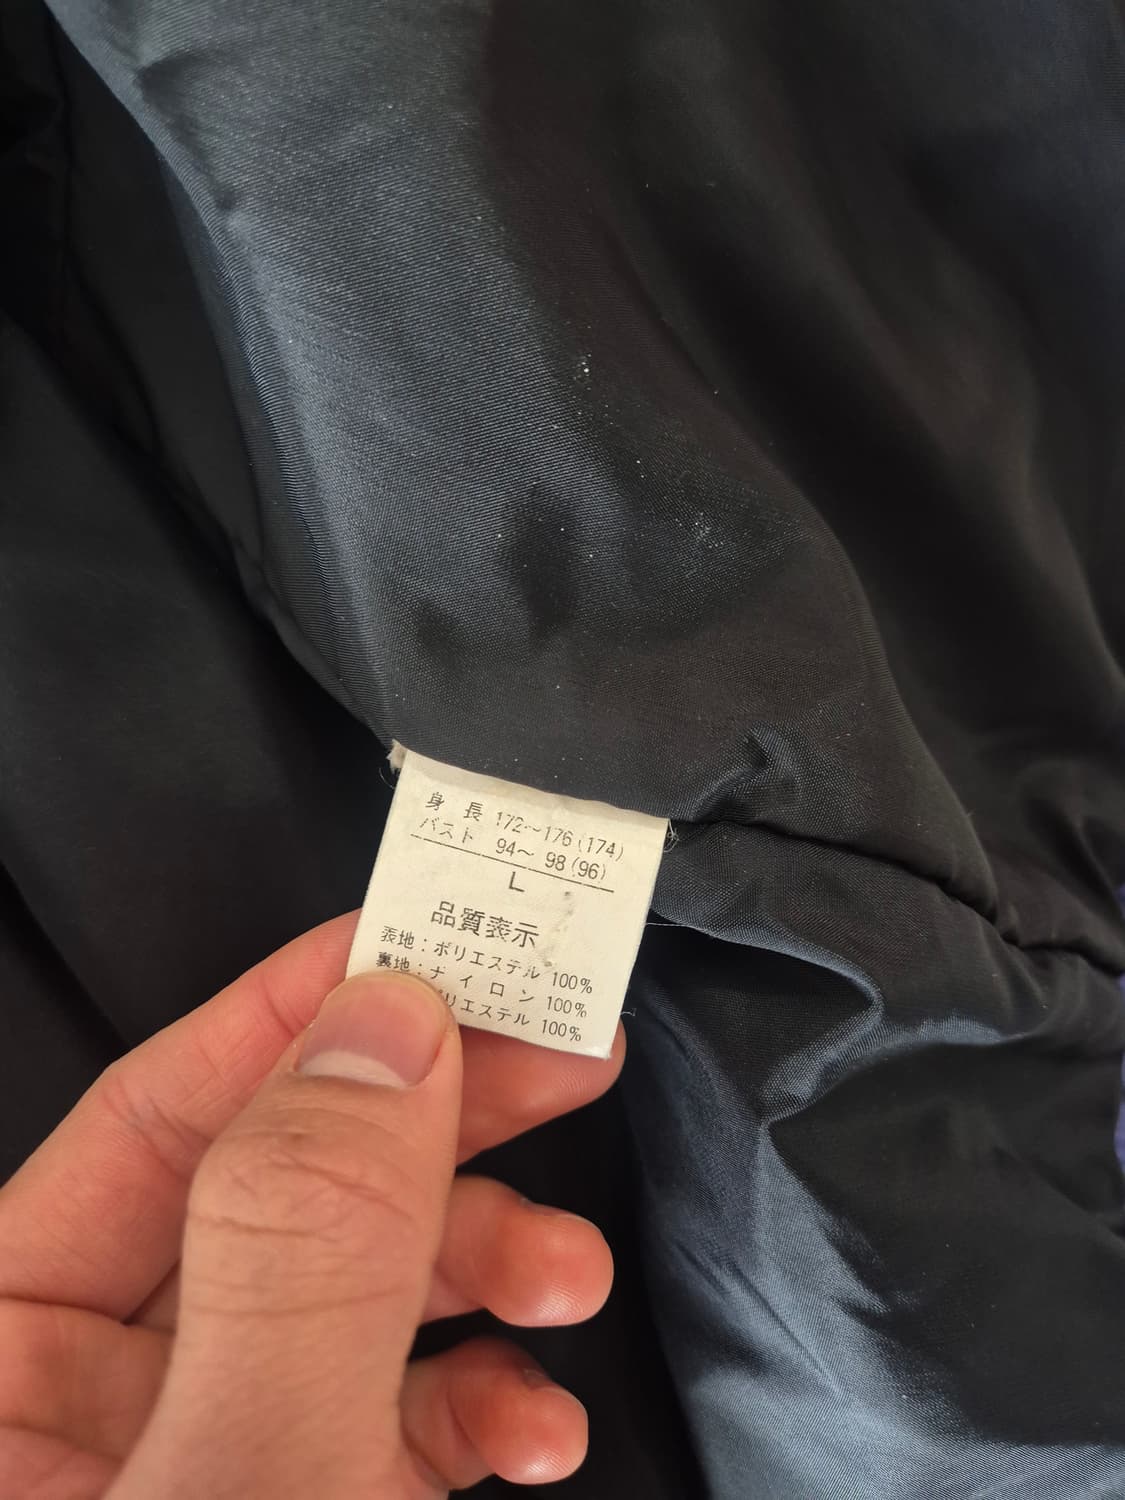 身 長 172～176(174)
バスト 94～ 98(96)
L
品質表示
表地：ポリエステル 100%
裏地：ナイロン 100%
リエステル 100%